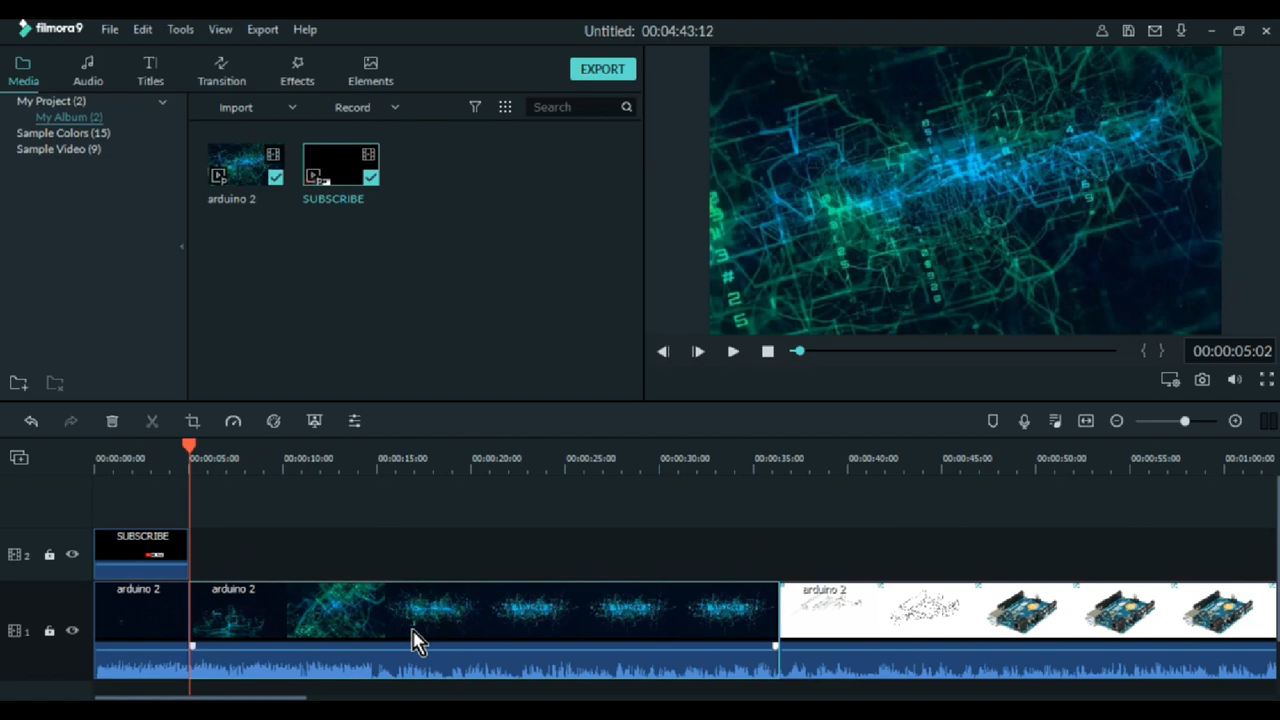 filmora9 File Edit Tools View Export Help Untitled: 00:04:43:12
Media Audio Titles Transition Effects Elements EXPORT
My Project (2) Import Record Search
My Album (2)
Sample Colors (15)
Sample Video (9)
arduino 2 SUBSCRIBE
00:00:05:02
00:00:00:00 00:00:05:00 00:00:10:00 00:00:15:00 00:00:20:00 00:00:25:00 00:00:30:00 00:00:35:00 00:00:40:00 00:00:45:00 00:00:50:00 00:00:55:00 00:01:00:00
SUBSCRIBE
2
arduino 2 arduino 2 arduino 2
1